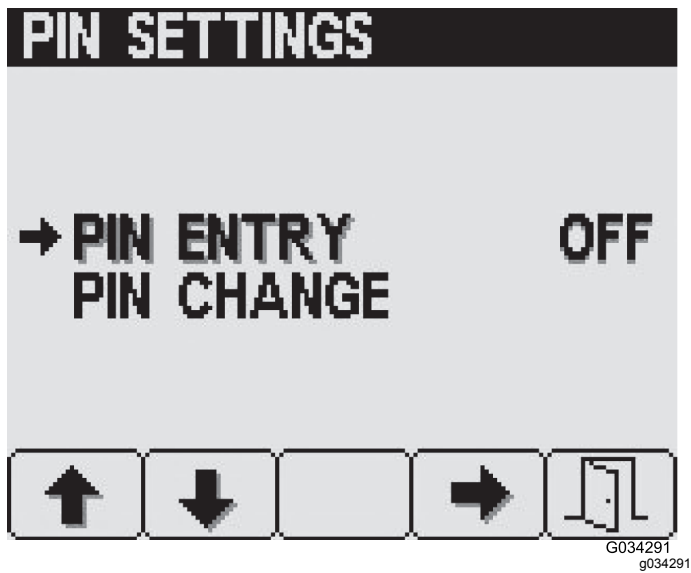 PIN SETTINGS
PIN ENTRY OFF
PIN CHANGE
G034291
g034291